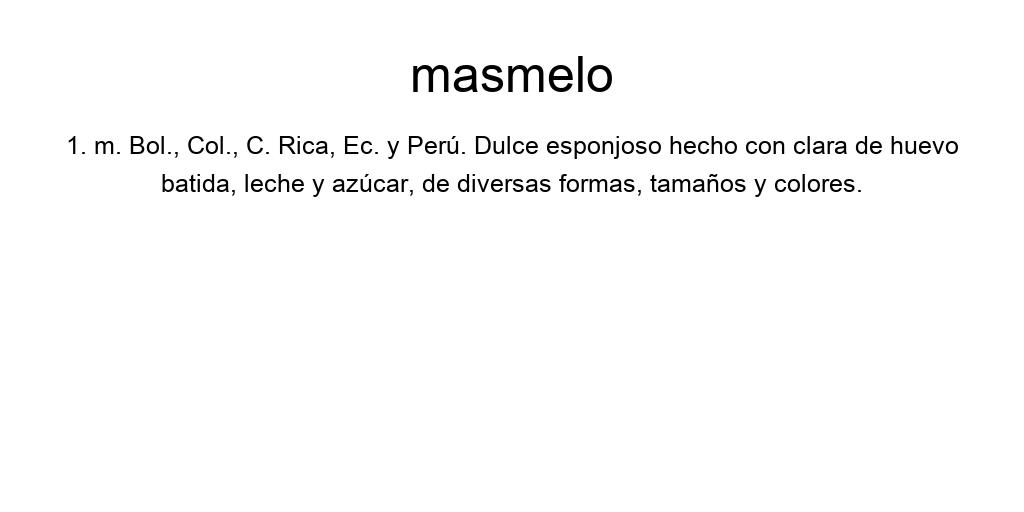 masmelo
1. m. Bol., Col., C. Rica, Ec. y Perú. Dulce esponjoso hecho con clara de huevo
batida, leche y azúcar, de diversas formas, tamaños y colores.